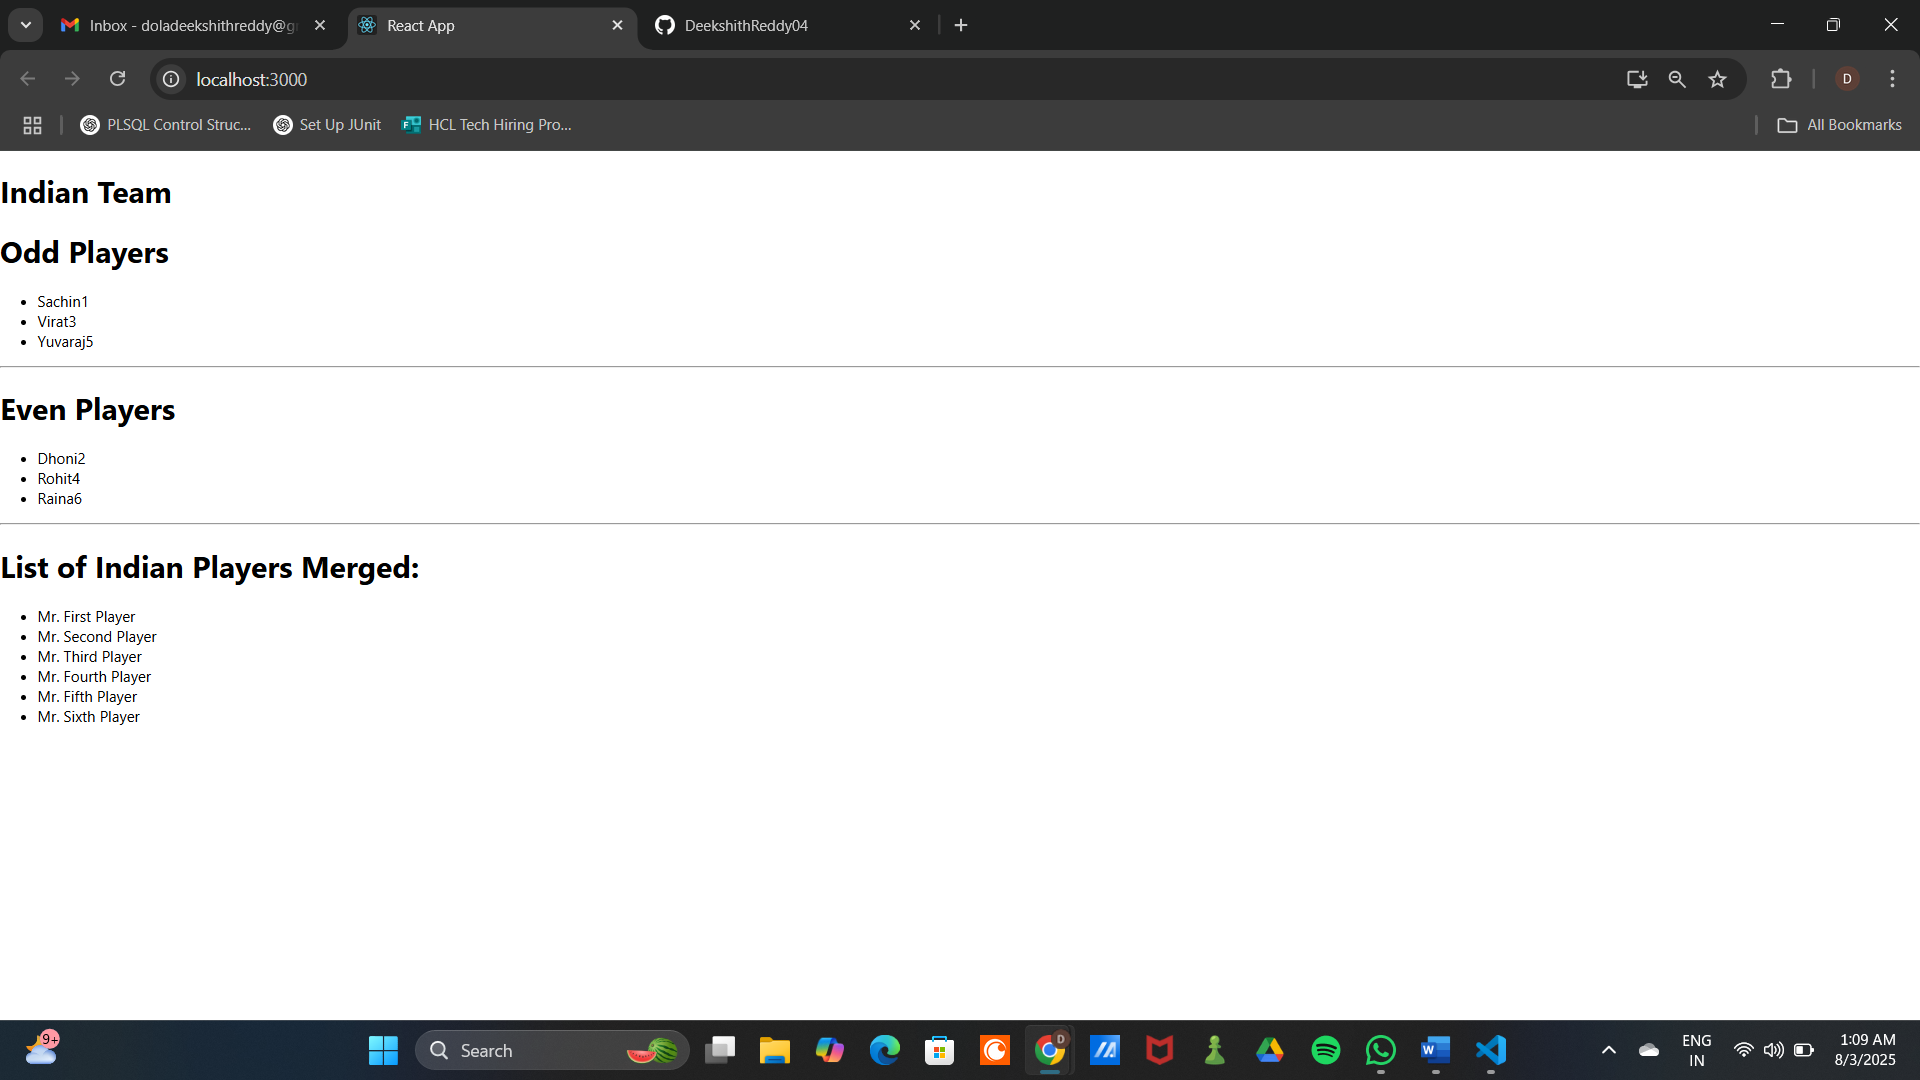 Inbox - doladeekshithreddy@g
React App
DeekshithReddy04
localhost:3000
D
PLSQL Control Struc...
Set Up JUnit
HCL Tech Hiring Pro...
All Bookmarks
Indian Team
Odd Players
Sachin1
Virat3
Yuvaraj5
Even Players
Dhoni2
Rohit4
Raina6
List of Indian Players Merged:
Mr. First Player
Mr. Second Player
Mr. Third Player
Mr. Fourth Player
Mr. Fifth Player
Mr. Sixth Player
9+
Search
D
W
ENG
IN
1:09 AM
8/3/2025